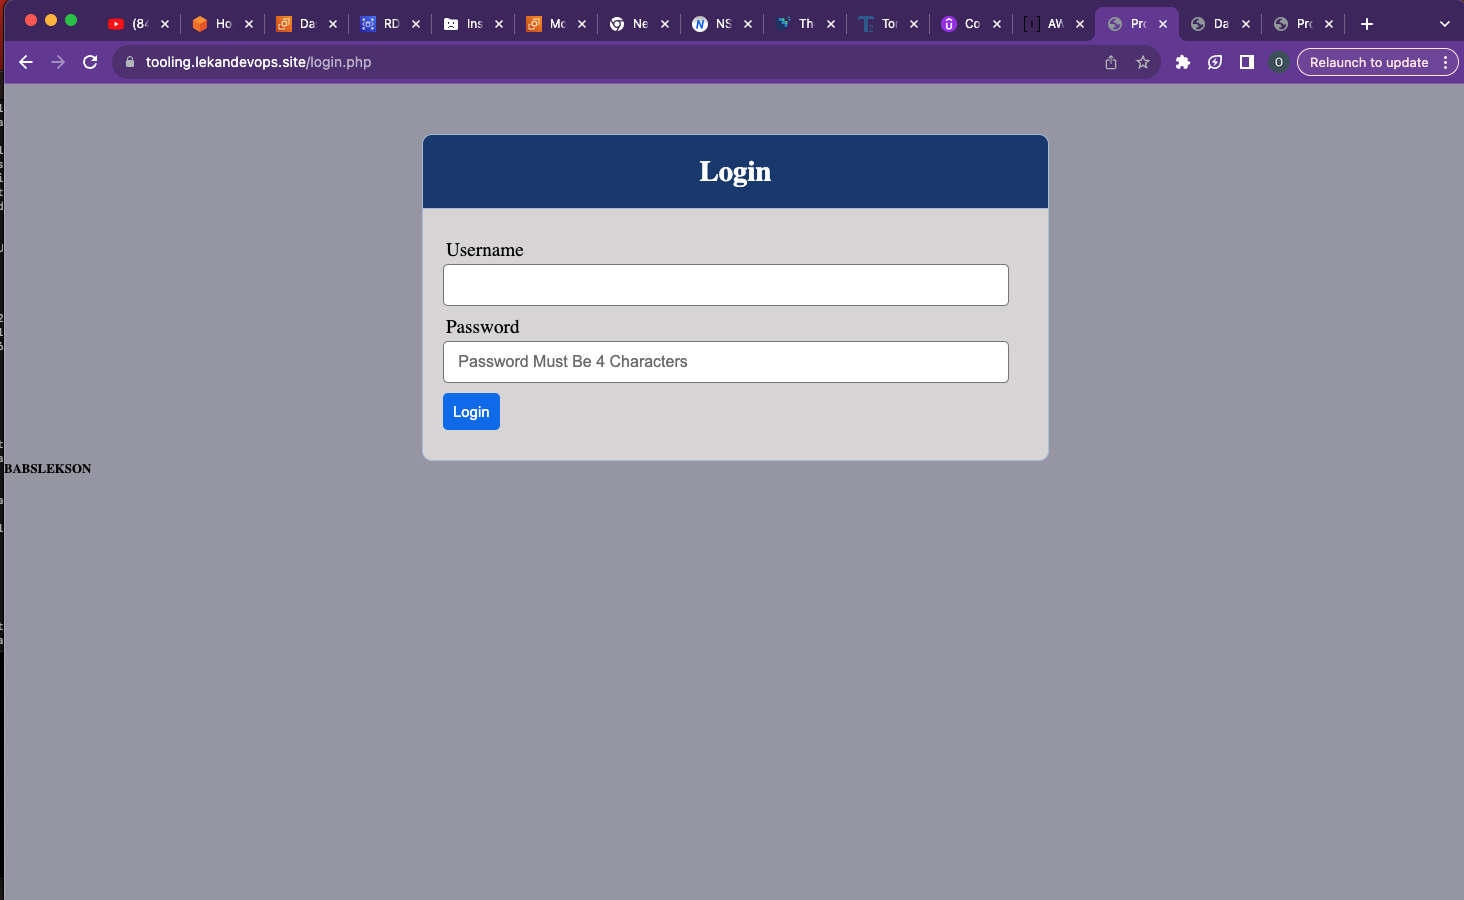 (84
Ho
Da
RD
Ins
Mo
Ne
NS
Th
Tor
Co
AW
Pro
Da
Pro
tooling.lekandevops.site/login.php
O
Relaunch to update
Login
Username
Password
Password Must Be 4 Characters
Login
BABSLEKSON